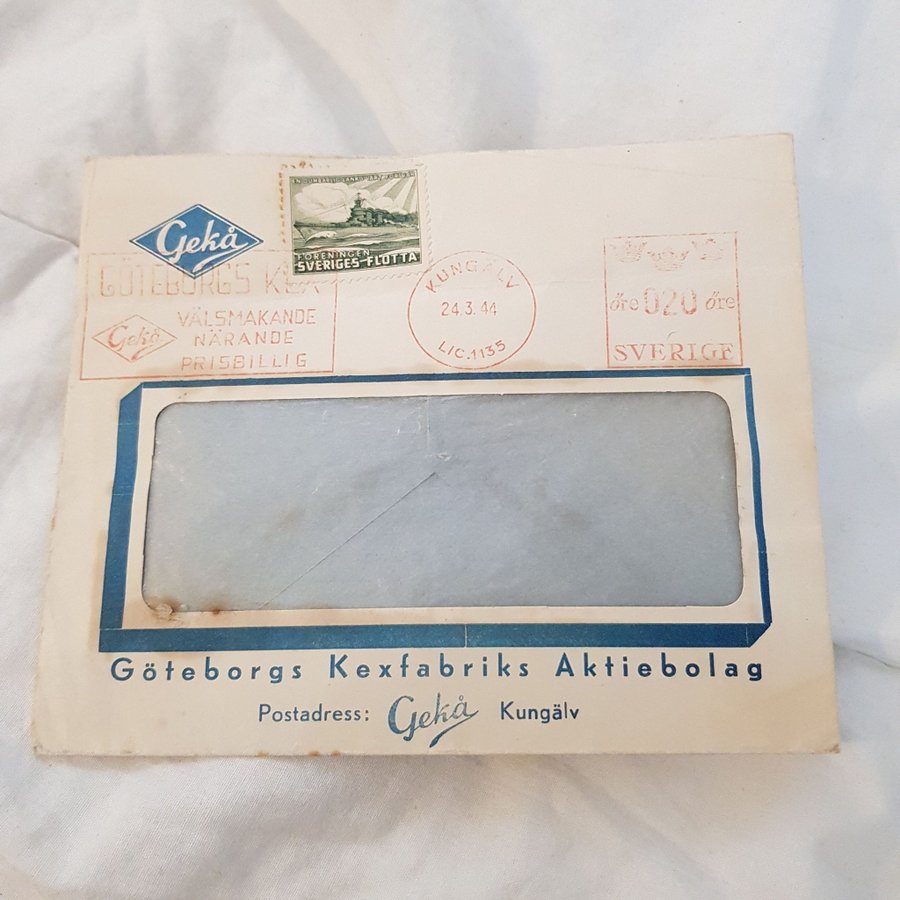 Gekå
FÖRENINGEN
SVERIGES FLOTTA
GÖTEBORGS KEX
Gekå
VÄLSMAKANDE
NÄRANDE
PRISBILLIG
KUNGÄLV
24.3.44
LIC.1135
öre 020 öre
SVERIGE
Göteborgs Kexfabriks Aktiebolag
Postadress: Gekå Kungälv